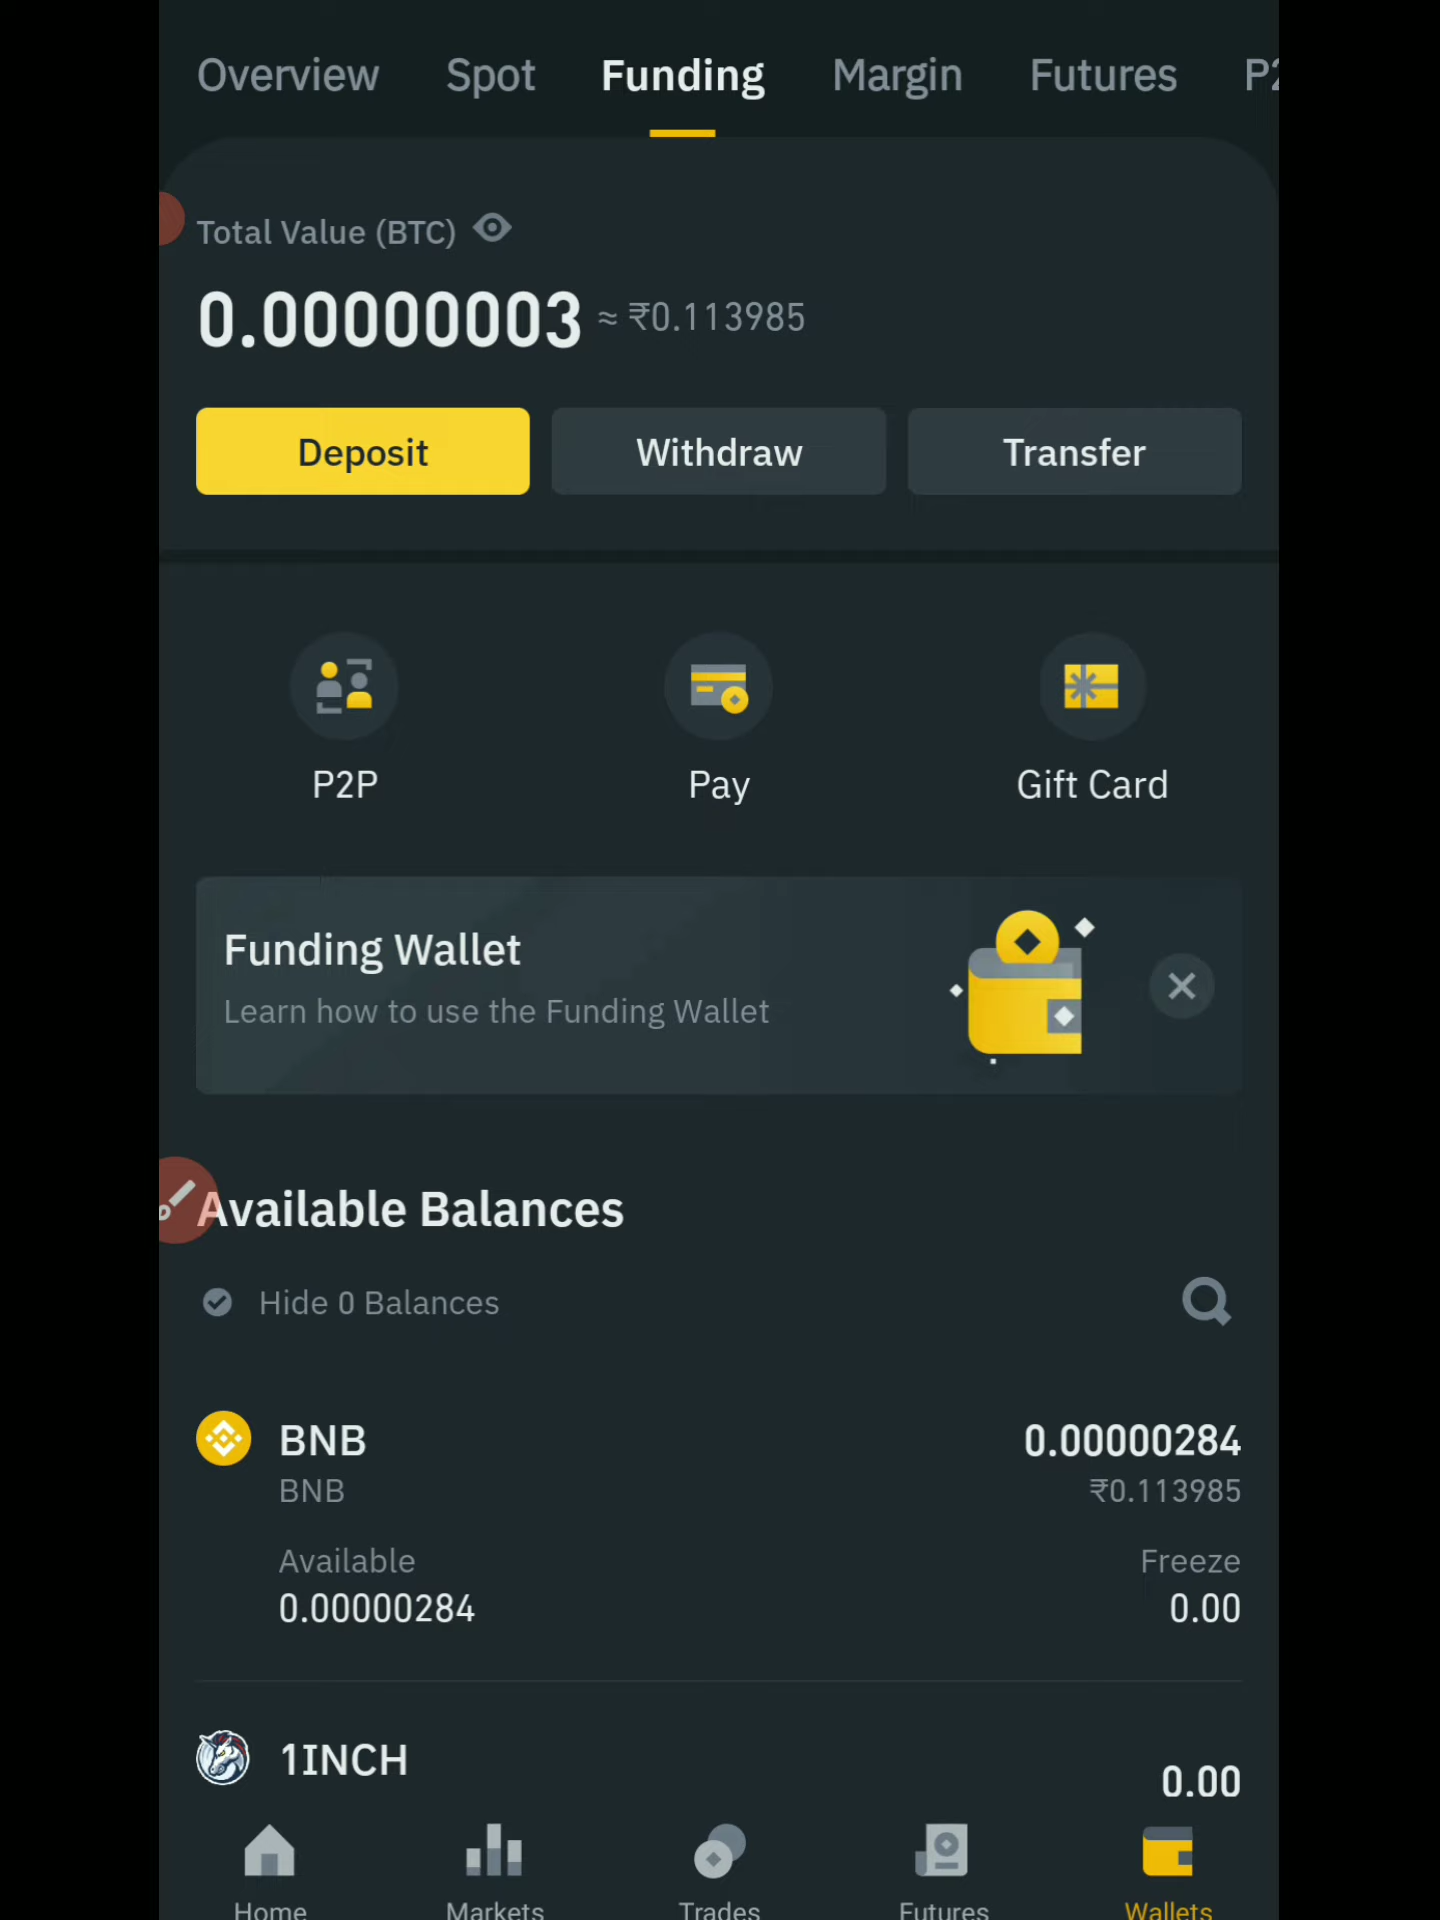 Overview Spot Funding Margin Futures P2
Total Value (BTC)
0.00000003 ≈ ₹0.113985
Deposit Withdraw Transfer
P2P Pay Gift Card
Funding Wallet
Learn how to use the Funding Wallet
Available Balances
Hide 0 Balances
BNB 0.00000284
BNB ₹0.113985
Available Freeze
0.00000284 0.00
1INCH 0.00
Home Markets Trades Futures Wallets